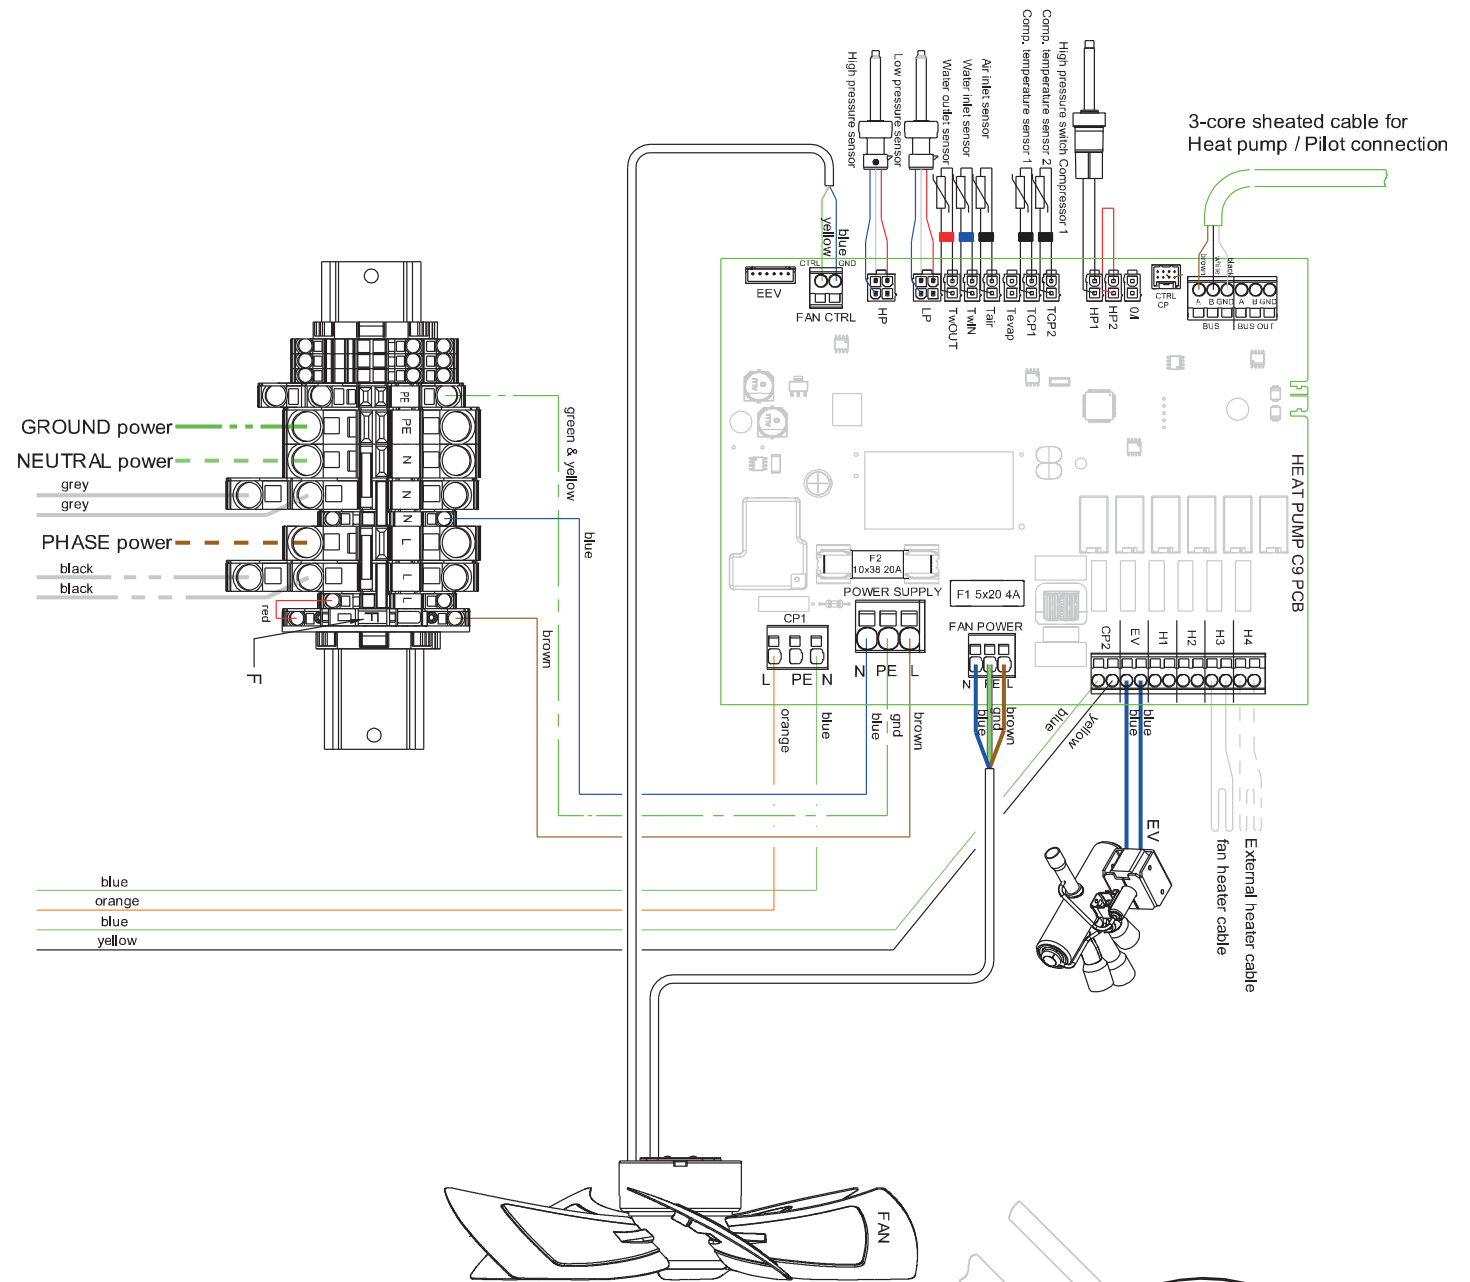 High pressure sensor
Low pressure sensor
Water outlet sensor
Water inlet sensor
Air inlet sensor
Comp. temperature sensor 1
Comp. temperature sensor 2
High pressure switch Compressor 1
3-core sheated cable for
Heat pump / Pilot connection
yellow
blue
CTRL
GND
EEV
FAN CTRL
HP
LP
TwOUT
TwIN
Tair
Tevap
TCP1
TCP2
HP1
HP2
0/I
CTRL
CP
brown
white
black
A B GND A B GND
BUS
BUS OUT
GROUND power
NEUTRAL power
grey
grey
PHASE power
black
black
red
PE
PE
N
N
N
L
L
L
F
F
green & yellow
blue
brown
HEAT PUMP C9 PCB
F2
10x38 20A
POWER SUPPLY
F1 5x20 4A
CP1
FAN POWER
L PE N
N PE L
N PE L
CP2
EV
H1
H2
H3
H4
orange
blue
blue
gnd
brown
blue
gnd
brown
blue
yellow
blue
blue
EV
fan heater cable
External heater cable
blue
orange
blue
yellow
FAN